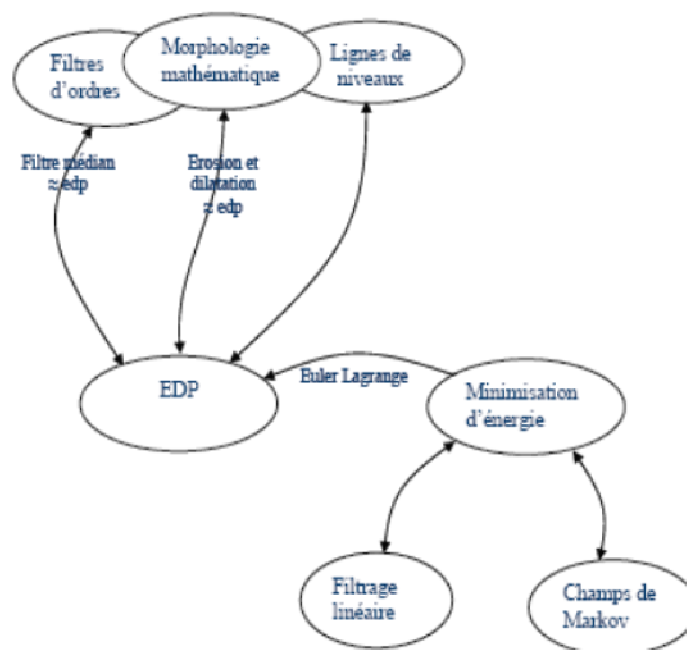 Filtres
d'ordres
Morphologie
mathématique
Lignes de
niveaux
Filtre médian
≈ edp
Erosion et
dilatation
≈ edp
EDP
Euler Lagrange
Minimisation
d'énergie
Filtrage
linéaire
Champs de
Markov